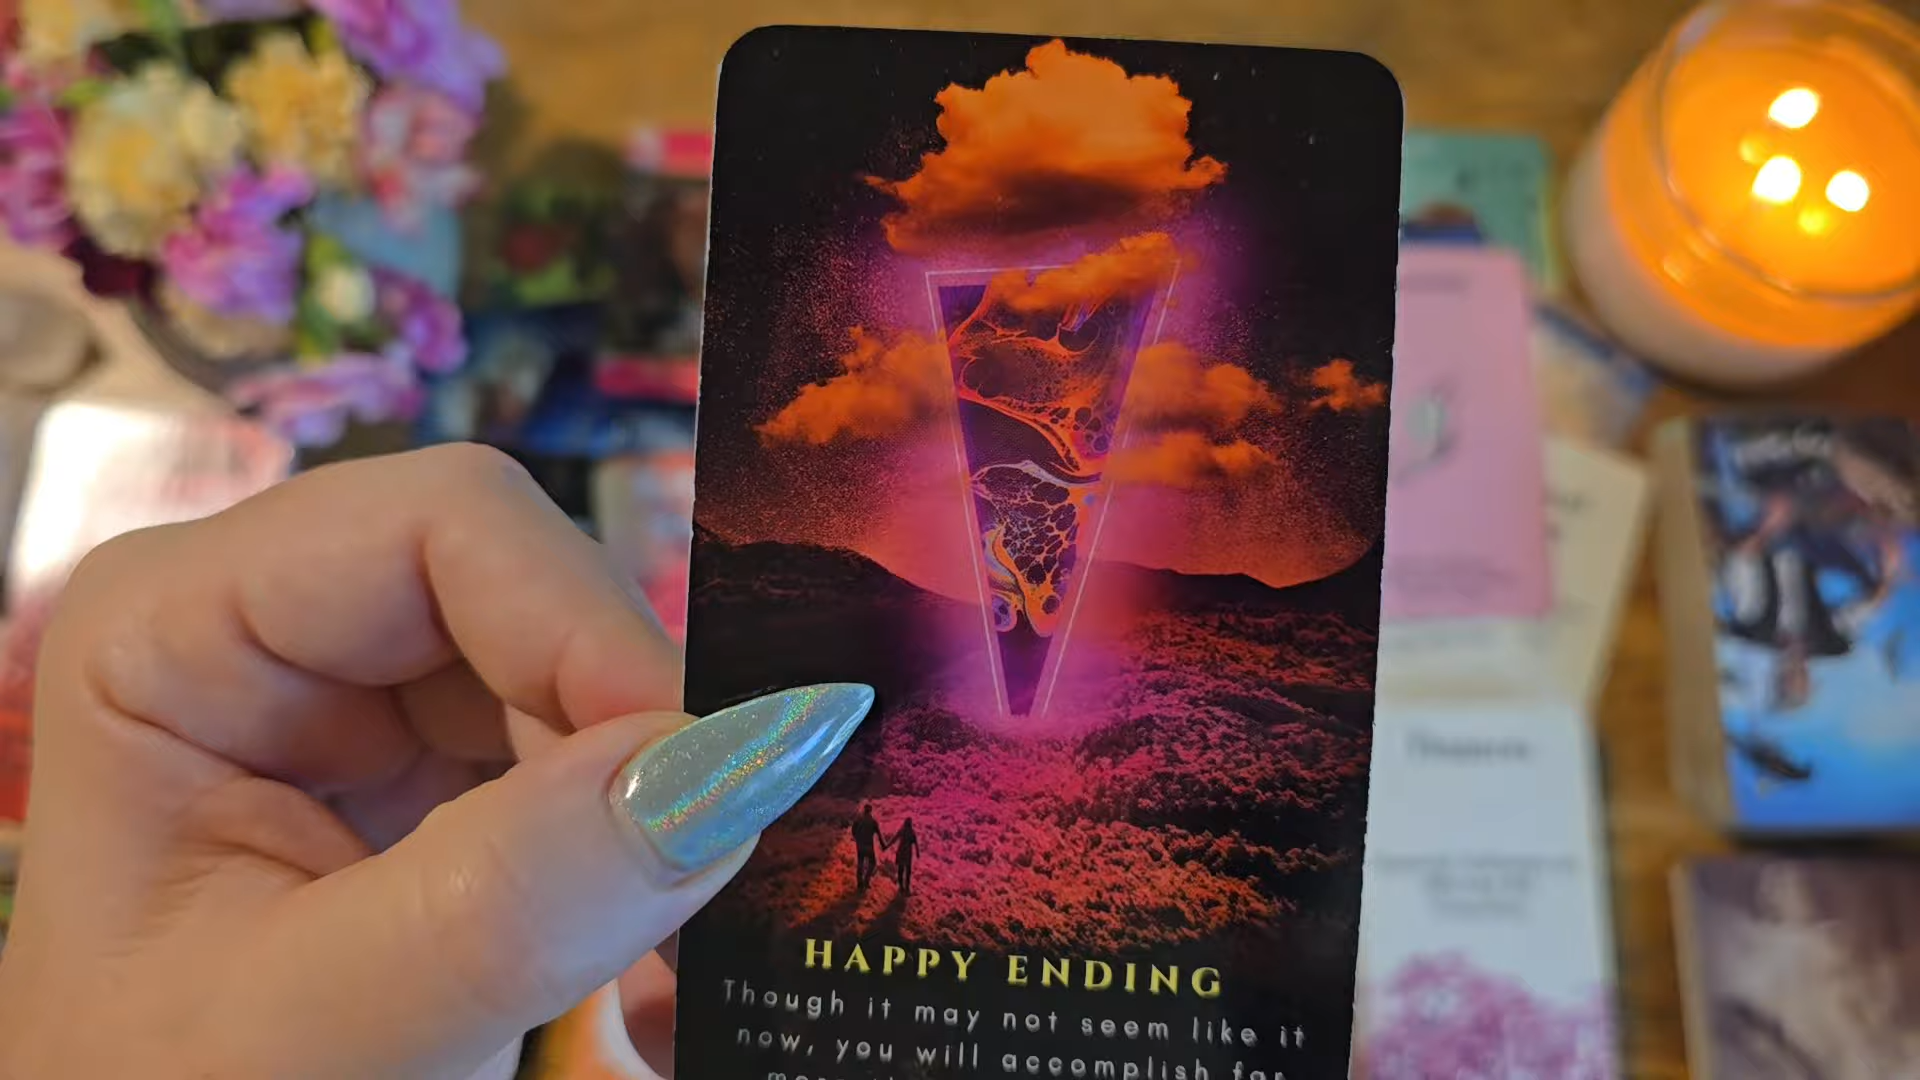 HAPPY ENDING
Though it may not seem like it
now, you will accomplish far